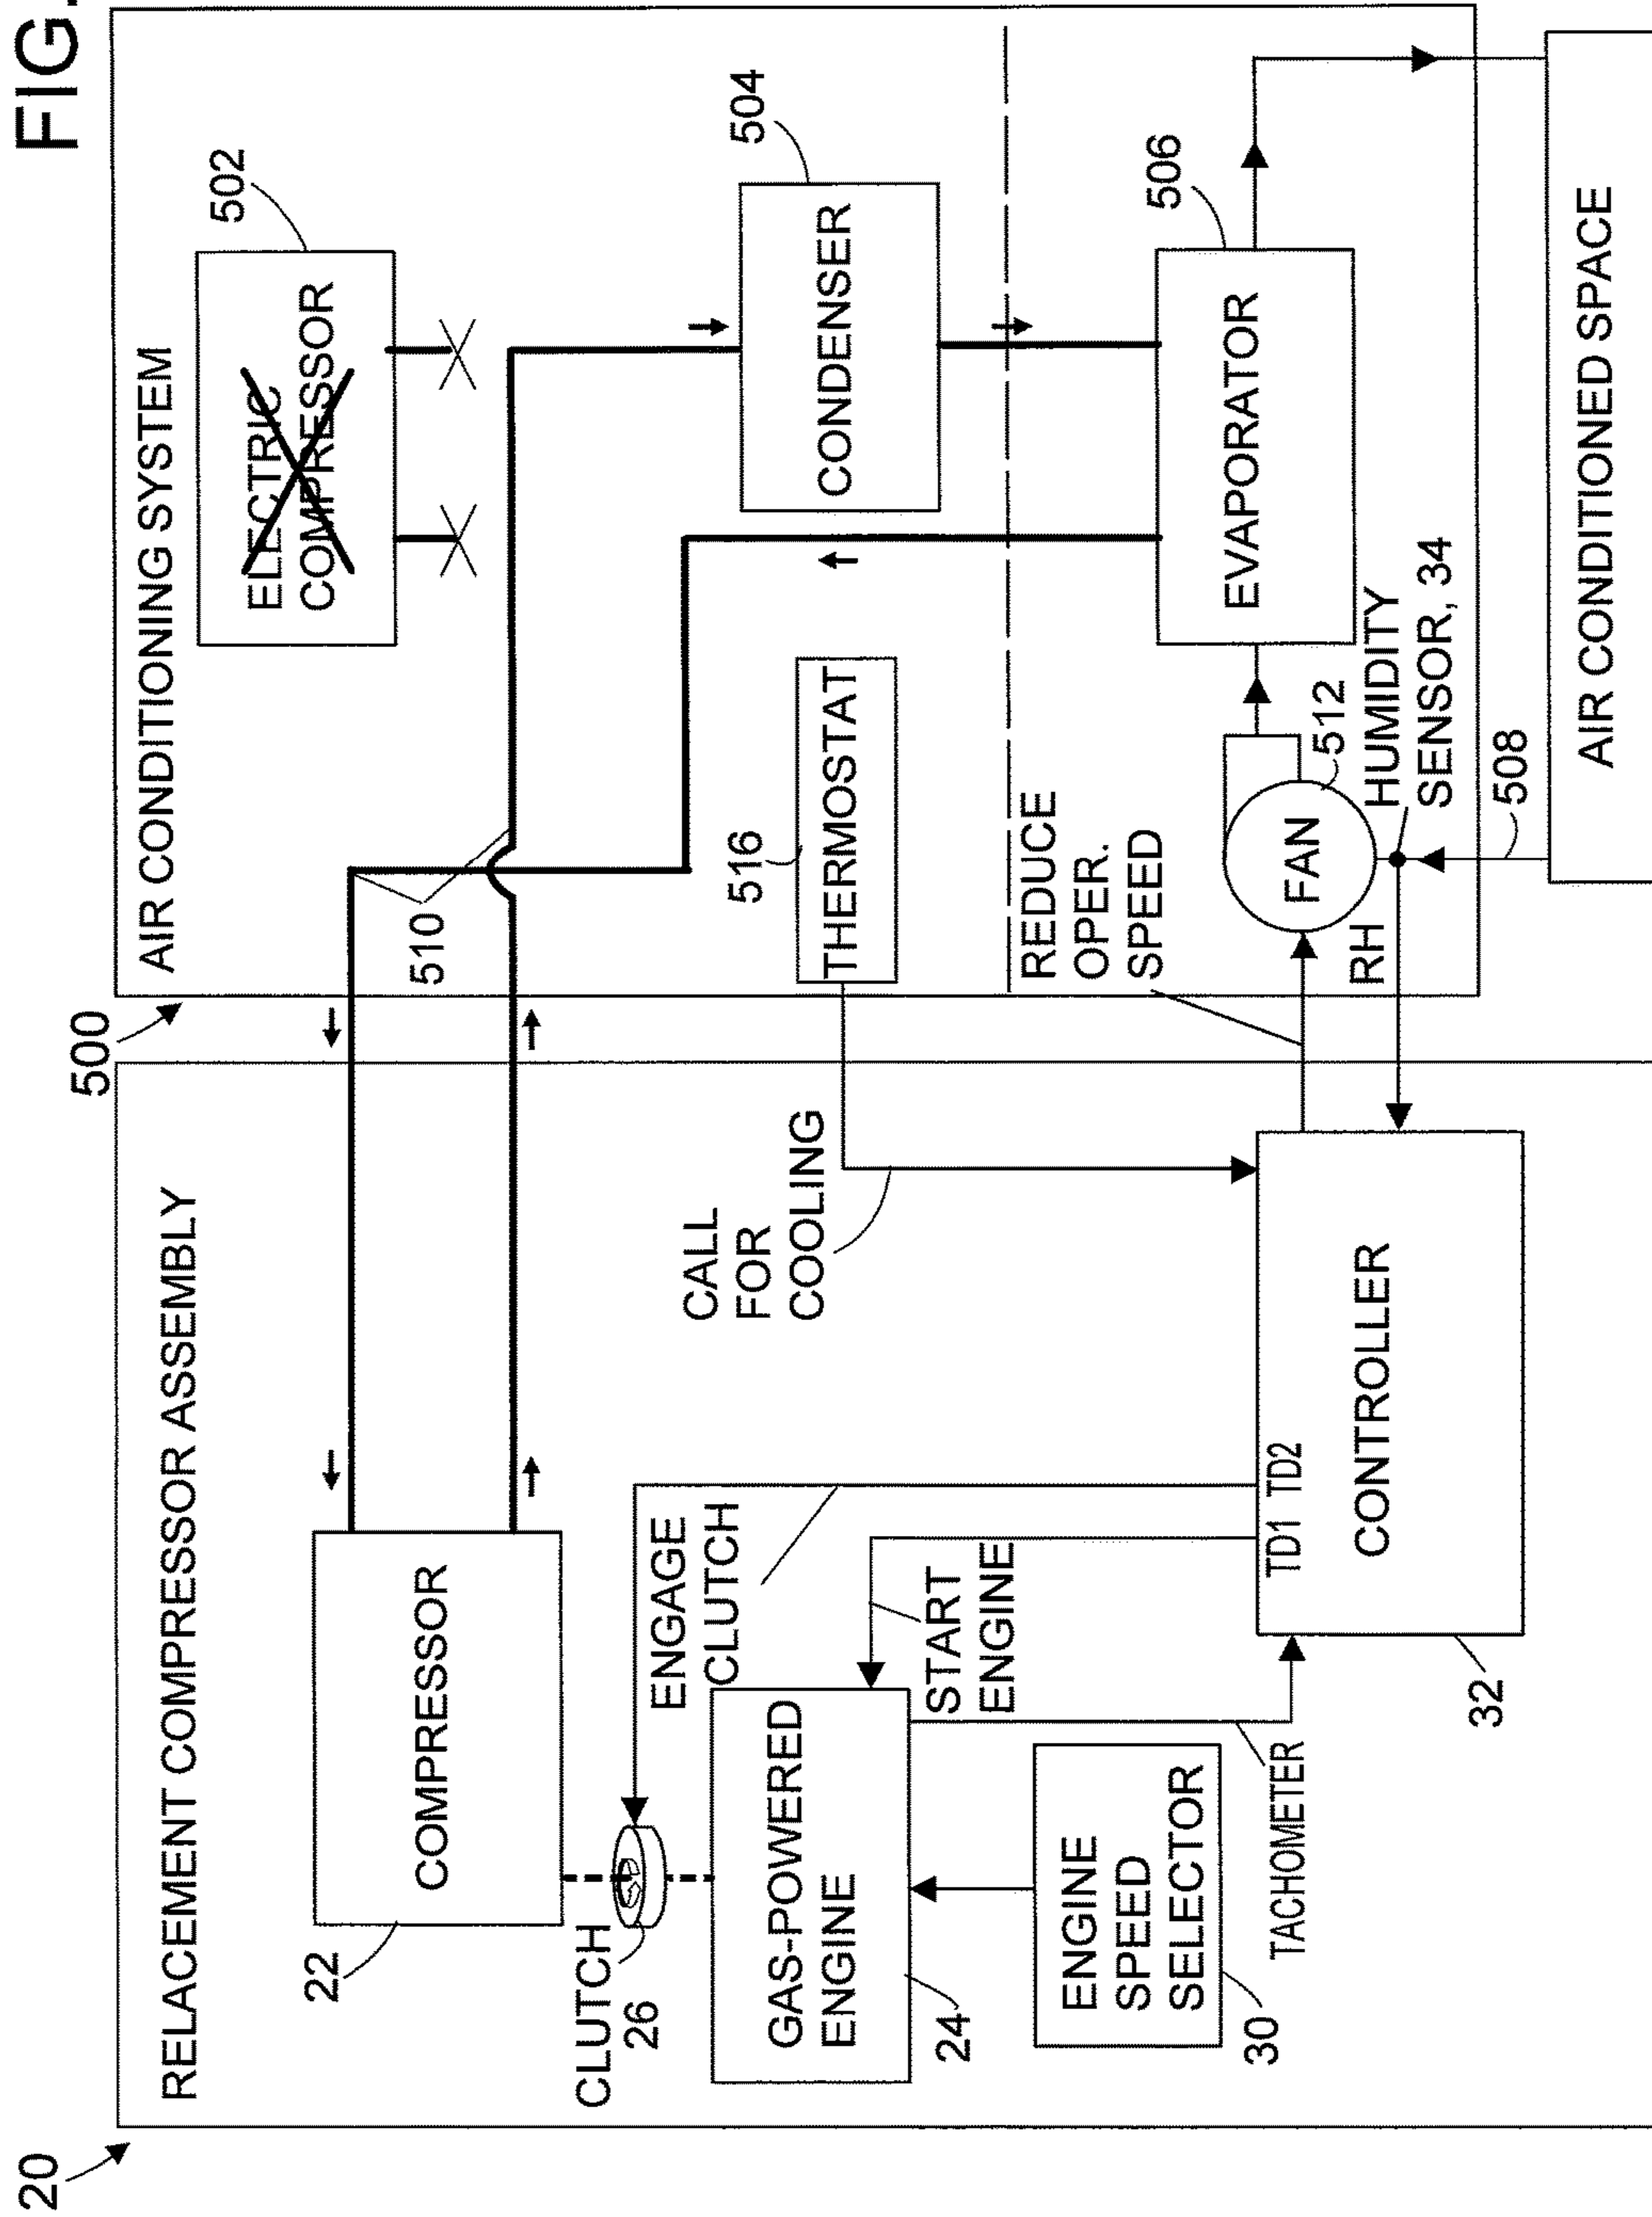 FIG.
20
500
RELACEMENT COMPRESSOR ASSEMBLY
COMPRESSOR
22
CLUTCH
26
ENGAGE
CLUTCH
GAS-POWERED
ENGINE
24
START
ENGINE
ENGINE
SPEED
SELECTOR
30
TACHOMETER
TD1 TD2
CONTROLLER
32
CALL
FOR
COOLING
AIR CONDITIONING SYSTEM
ELECTRIC
COMPRESSOR
502
510
CONDENSER
504
516
THERMOSTAT
REDUCE
OPER.
SPEED
EVAPORATOR
506
FAN
512
RH
HUMIDITY
SENSOR, 34
508
AIR CONDITIONED SPACE